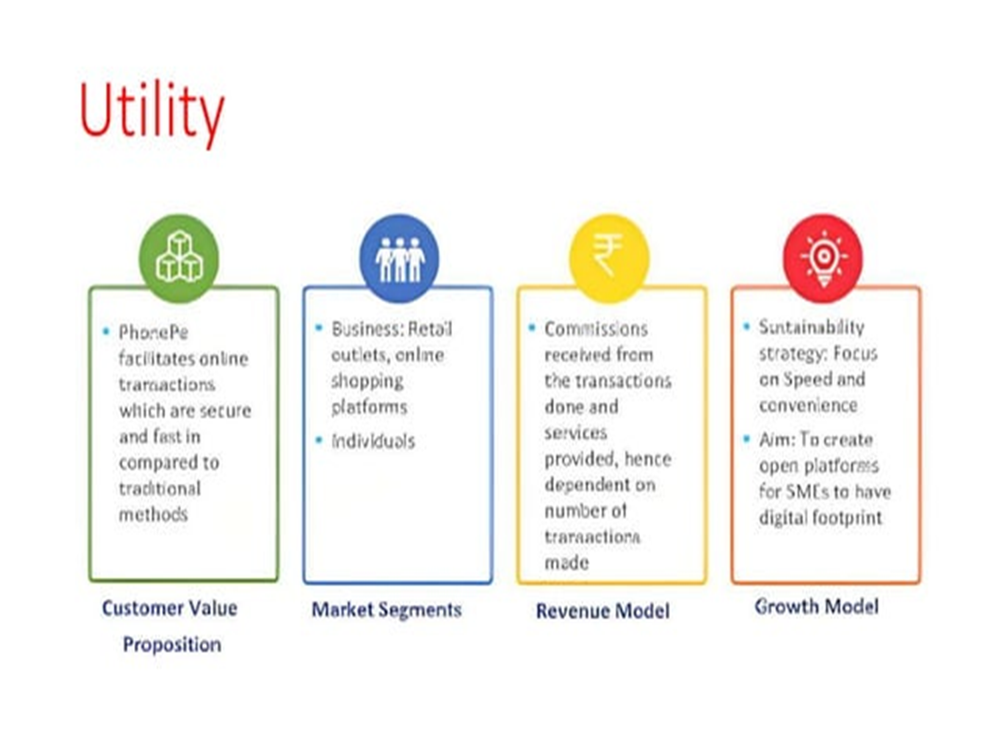 Utility
• PhonePe
facilitates online
transactions
which are secure
and fast in
compared to
traditional
methods
Customer Value
Proposition
• Business: Retail
outlets, online
shopping
platforms
• Individuals
Market Segments
• Commissions
received from
the transactions
done and
services
provided, hence
dependent on
number of
transactions
made
Revenue Model
• Sustainability
strategy: Focus
on Speed and
convenience
• Aim: To create
open platforms
for SMEs to have
digital footprint
Growth Model